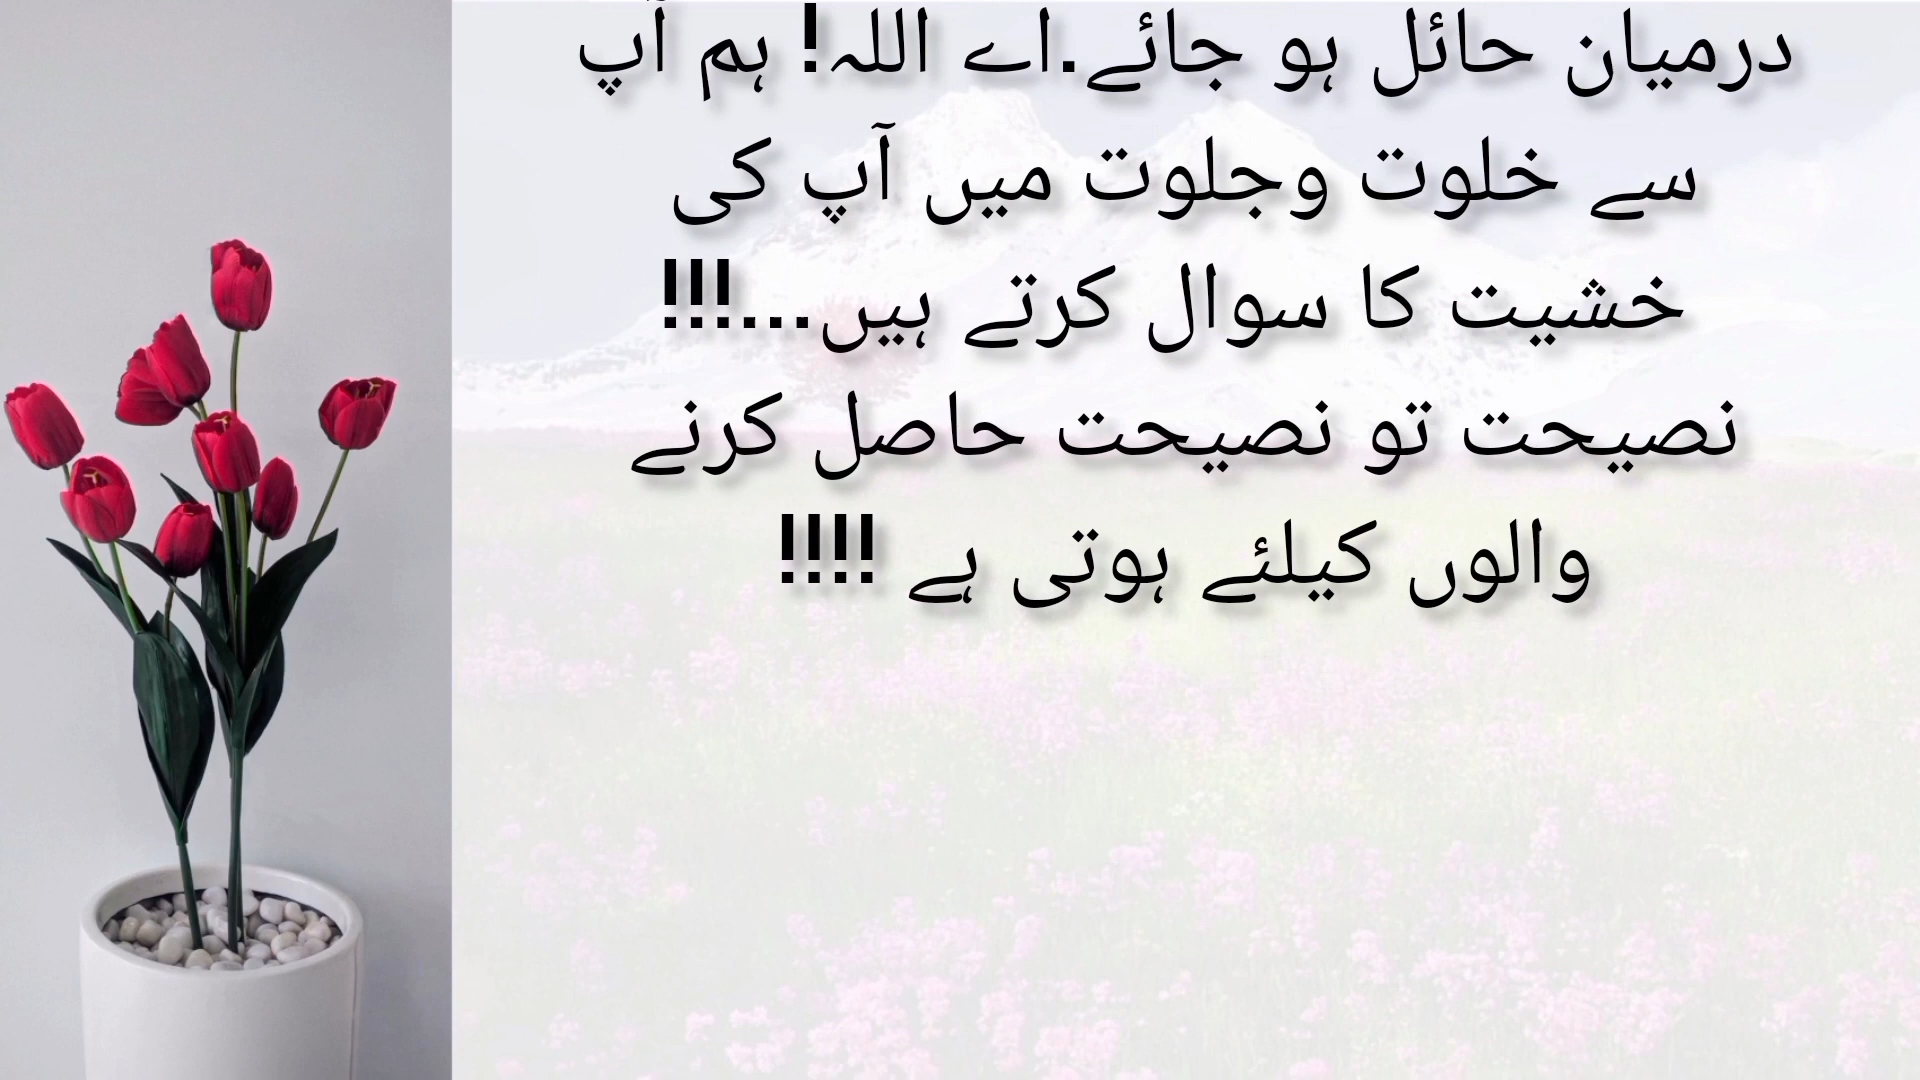 درمیان حائل ہو جائے.اے اللہ! ہم آپ
سے خلوت وجلوت میں آپ کی
خشیت کا سوال کرتے ہیں...!!!
نصیحت تو نصیحت حاصل کرنے
والوں کیلئے ہوتی ہے !!!!